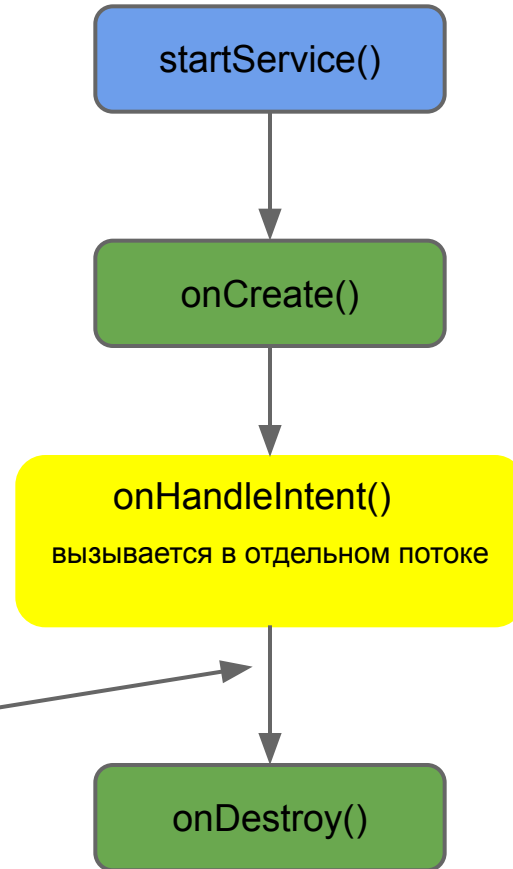 startService()
onCreate()
onHandleIntent()
вызывается в отдельном потоке
onDestroy()